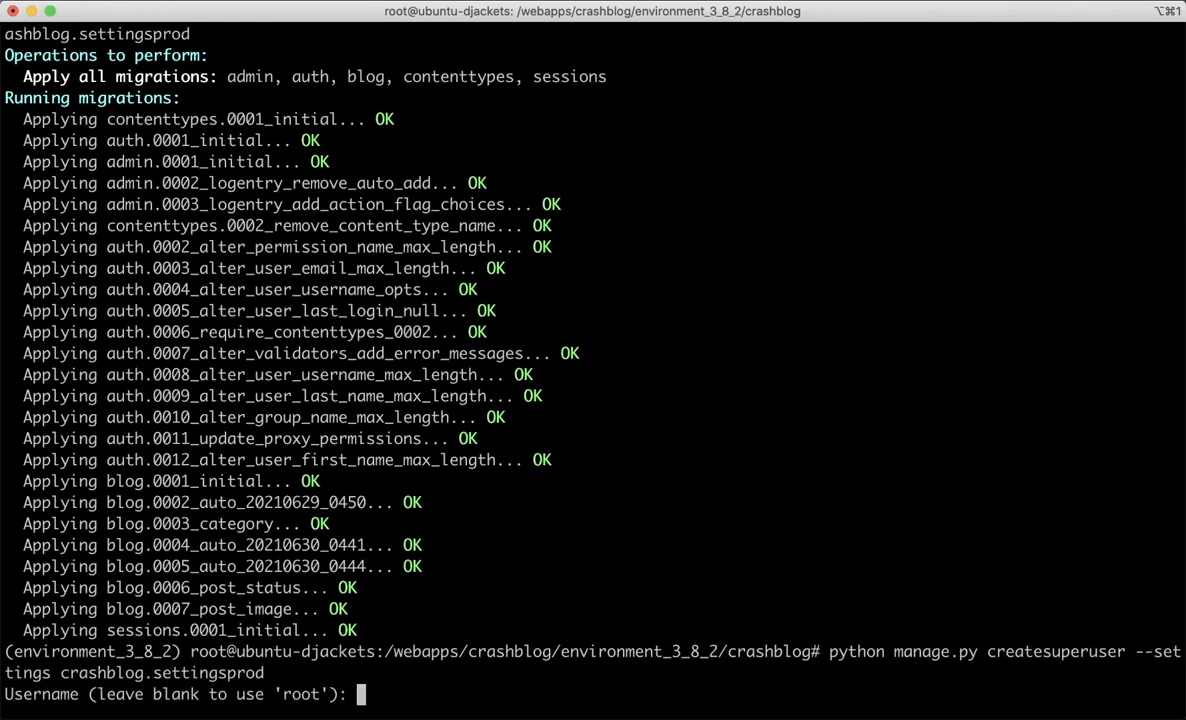 root@ubuntu-djackets: /webapps/crashblog/environment_3_8_2/crashblog
⌥⌘1
ashblog.settingsprod
Operations to perform:
  Apply all migrations: admin, auth, blog, contenttypes, sessions
Running migrations:
  Applying contenttypes.0001_initial... OK
  Applying auth.0001_initial... OK
  Applying admin.0001_initial... OK
  Applying admin.0002_logentry_remove_auto_add... OK
  Applying admin.0003_logentry_add_action_flag_choices... OK
  Applying contenttypes.0002_remove_content_type_name... OK
  Applying auth.0002_alter_permission_name_max_length... OK
  Applying auth.0003_alter_user_email_max_length... OK
  Applying auth.0004_alter_user_username_opts... OK
  Applying auth.0005_alter_user_last_login_null... OK
  Applying auth.0006_require_contenttypes_0002... OK
  Applying auth.0007_alter_validators_add_error_messages... OK
  Applying auth.0008_alter_user_username_max_length... OK
  Applying auth.0009_alter_user_last_name_max_length... OK
  Applying auth.0010_alter_group_name_max_length... OK
  Applying auth.0011_update_proxy_permissions... OK
  Applying auth.0012_alter_user_first_name_max_length... OK
  Applying blog.0001_initial... OK
  Applying blog.0002_auto_20210629_0450... OK
  Applying blog.0003_category... OK
  Applying blog.0004_auto_20210630_0441... OK
  Applying blog.0005_auto_20210630_0444... OK
  Applying blog.0006_post_status... OK
  Applying blog.0007_post_image... OK
  Applying sessions.0001_initial... OK
(environment_3_8_2) root@ubuntu-djackets:/webapps/crashblog/environment_3_8_2/crashblog# python manage.py createsuperuser --set
tings crashblog.settingsprod
Username (leave blank to use 'root'):